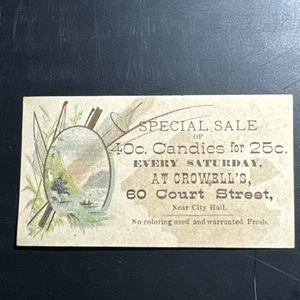 SPECIAL SALE
OF
40c. Candies for 25c.
EVERY SATURDAY,
AT CROWELL'S,
60 Court Street,
Near City Hall.
No coloring used and warranted Fresh.